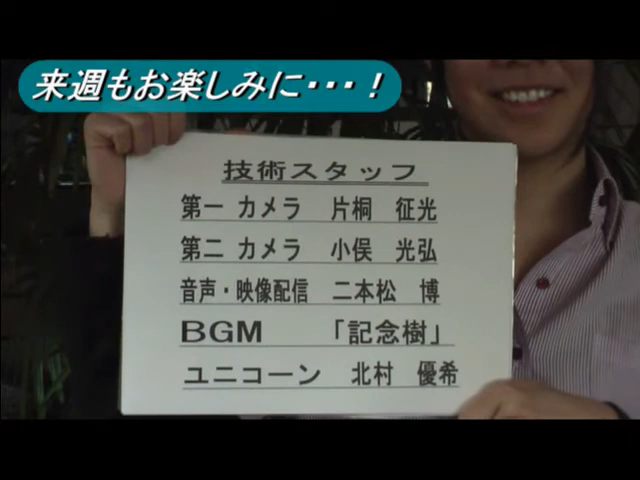 来週もお楽しみに・・・！
技術スタッフ
第一 カメラ 片桐 征光
第二 カメラ 小俣 光弘
音声・映像配信 二本松 博
BGM 「記念樹」
ユニコーン 北村 優希